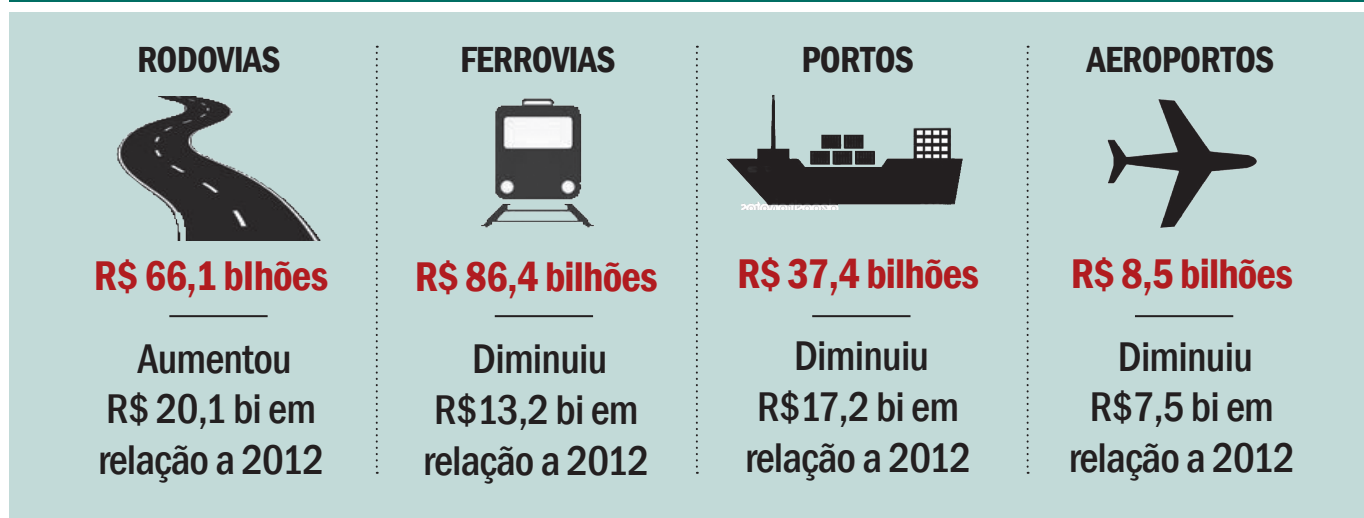 RODOVIAS
R$ 66,1 blhões
Aumentou
R$ 20,1 bi em
relação a 2012
FERROVIAS
R$ 86,4 bilhões
Diminuiu
R$13,2 bi em
relação a 2012
PORTOS
R$ 37,4 bilhões
Diminuiu
R$17,2 bi em
relação a 2012
AEROPORTOS
R$ 8,5 bilhões
Diminuiu
R$7,5 bi em
relação a 2012